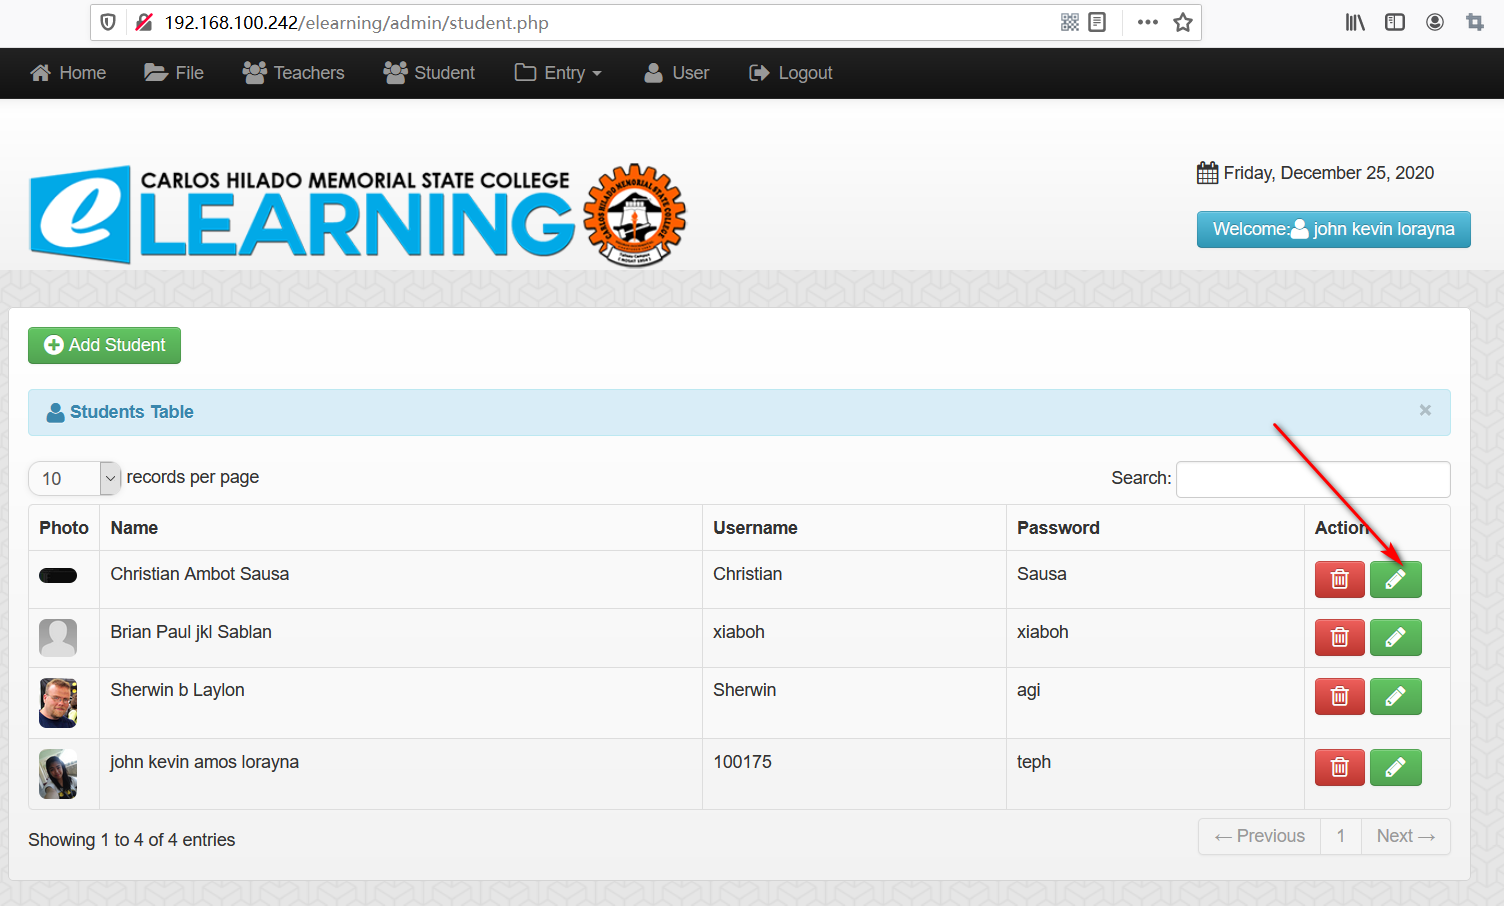 192.168.100.242/elearning/admin/student.php
Home File Teachers Student Entry User Logout
CARLOS HILADO MEMORIAL STATE COLLEGE
eLEARNING
CARLOS HILADO MEMORIAL STATE COLLEGE
Friday, December 25, 2020
Welcome: john kevin lorayna
Add Student
Students Table ×
10 records per page Search:
Photo Name Username Password Action
Christian Ambot Sausa Christian Sausa
Brian Paul jkl Sablan xiaboh xiaboh
Sherwin b Laylon Sherwin agi
john kevin amos lorayna 100175 teph
Showing 1 to 4 of 4 entries ← Previous 1 Next →